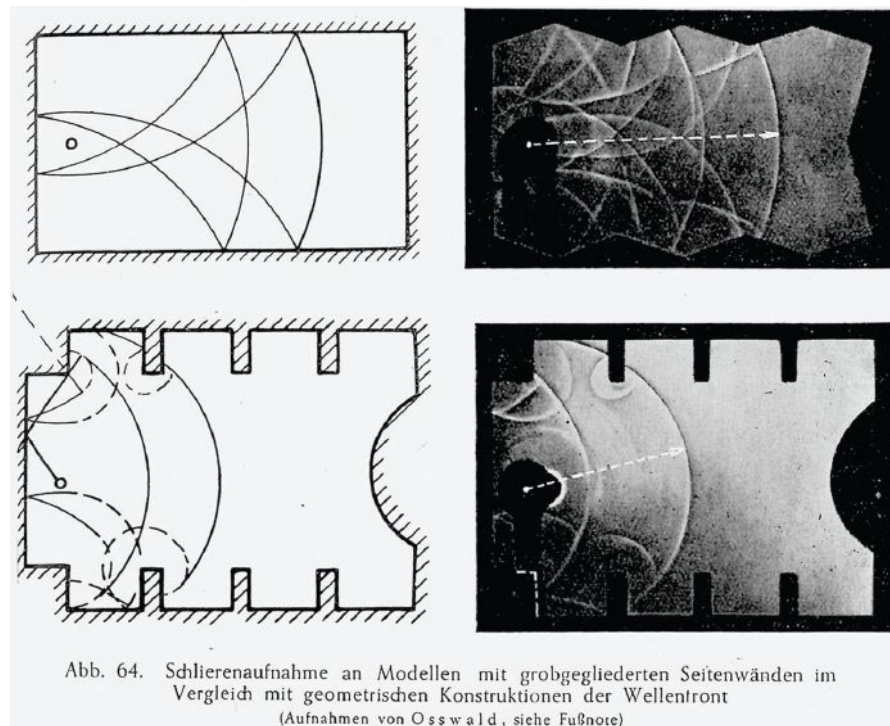 Abb. 64. Schlierenaufnahme an Modellen mit grobgegliederten Seitenwänden im
Vergleich mit geometrischen Konstruktionen der Wellenfront
(Aufnahmen von Osswald, siehe Fußnote)